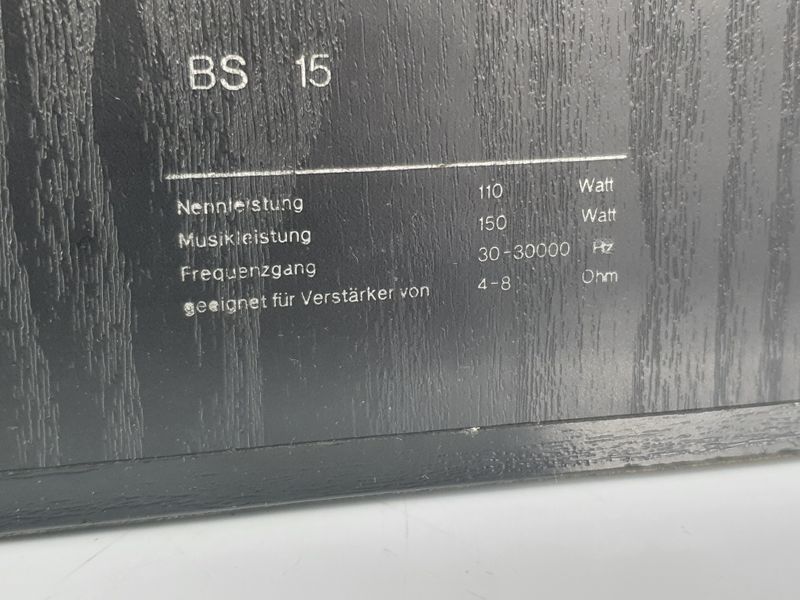 BS 15
Nennleistung 110 Watt
Musikleistung 150 Watt
Frequenzgang 30-30000 Hz
geeignet für Verstärker von 4-8 Ohm